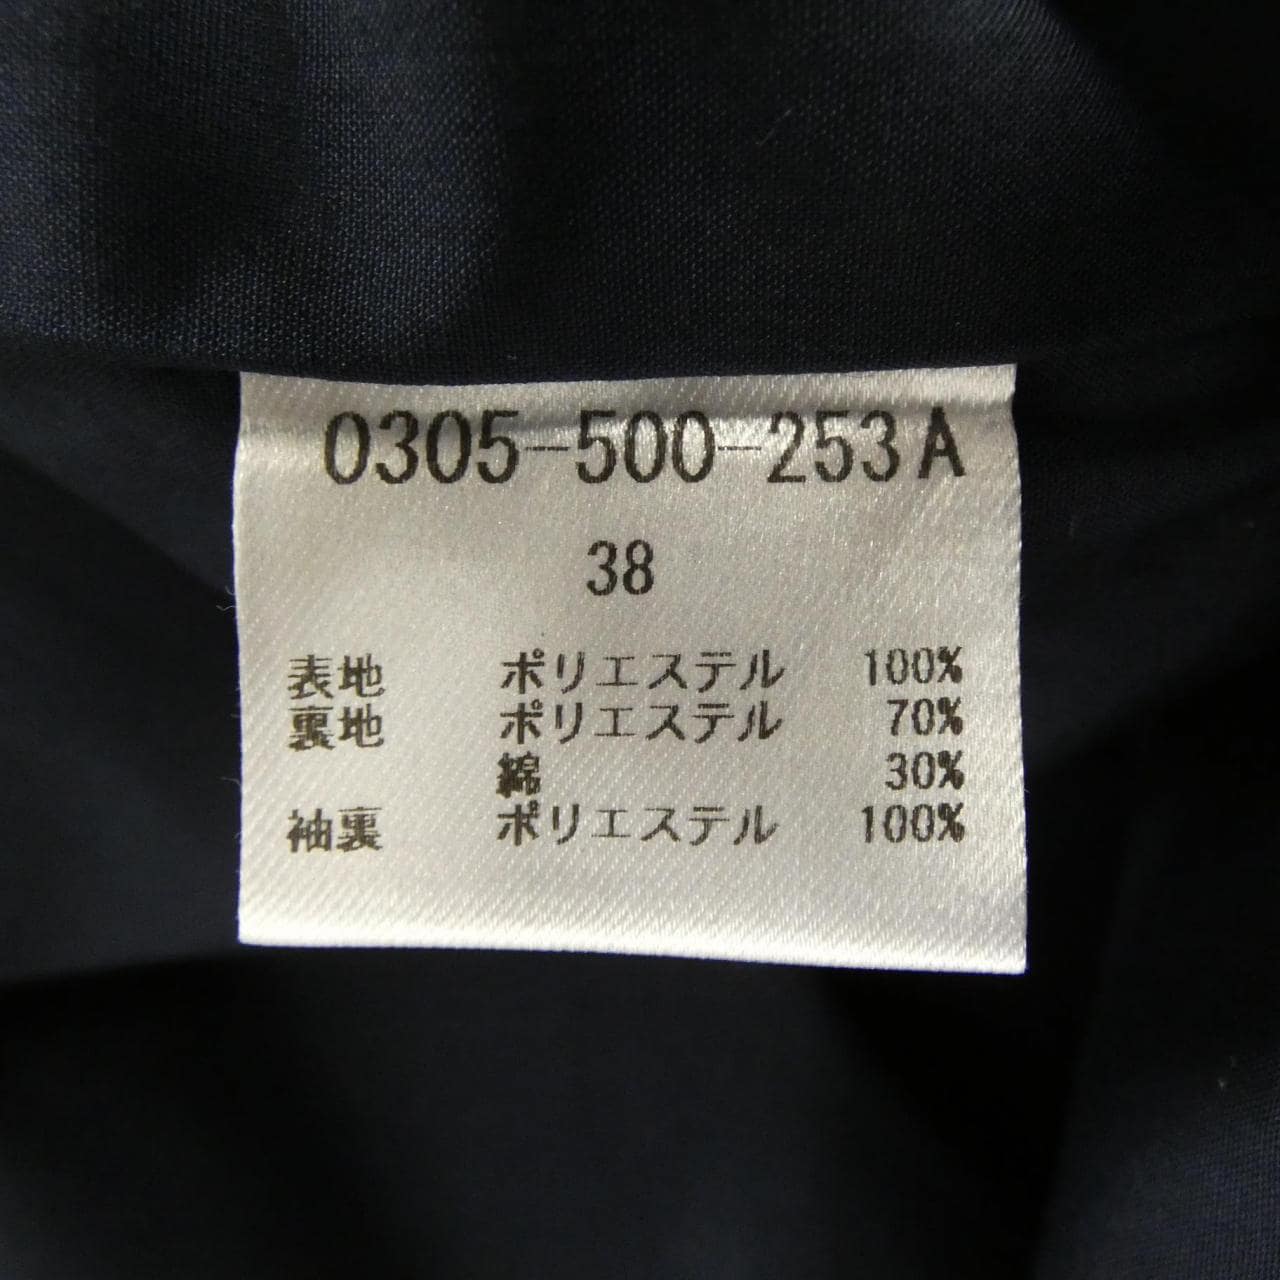 0305-500-253A
38
表地 ポリエステル 100%
裏地 ポリエステル 70%
綿 30%
袖裏 ポリエステル 100%